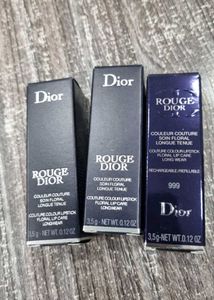 Dior
ROUGE
DIOR
COULEUR COUTURE
SOIN FLORAL
LONGUE TENUE
COUTURE COLOUR LIPSTICK
FLORAL LIP CARE
LONG WEAR
3,5 g - NET WT. 0.12 OZ.
Dior
ROUGE
DIOR
COULEUR COUTURE
SOIN FLORAL
LONGUE TENUE
COUTURE COLOUR LIPSTICK
FLORAL LIP CARE
LONG WEAR
3,5 g - NET WT. 0.12 OZ.
ROUGE
DIOR
COULEUR COUTURE
SOIN FLORAL
LONGUE TENUE
COUTURE COLOUR LIPSTICK
FLORAL LIP CARE
LONG WEAR
RECHARGEABLE/REFILLABLE
999
Dior
3,5 g - NET WT. 0.12 OZ.